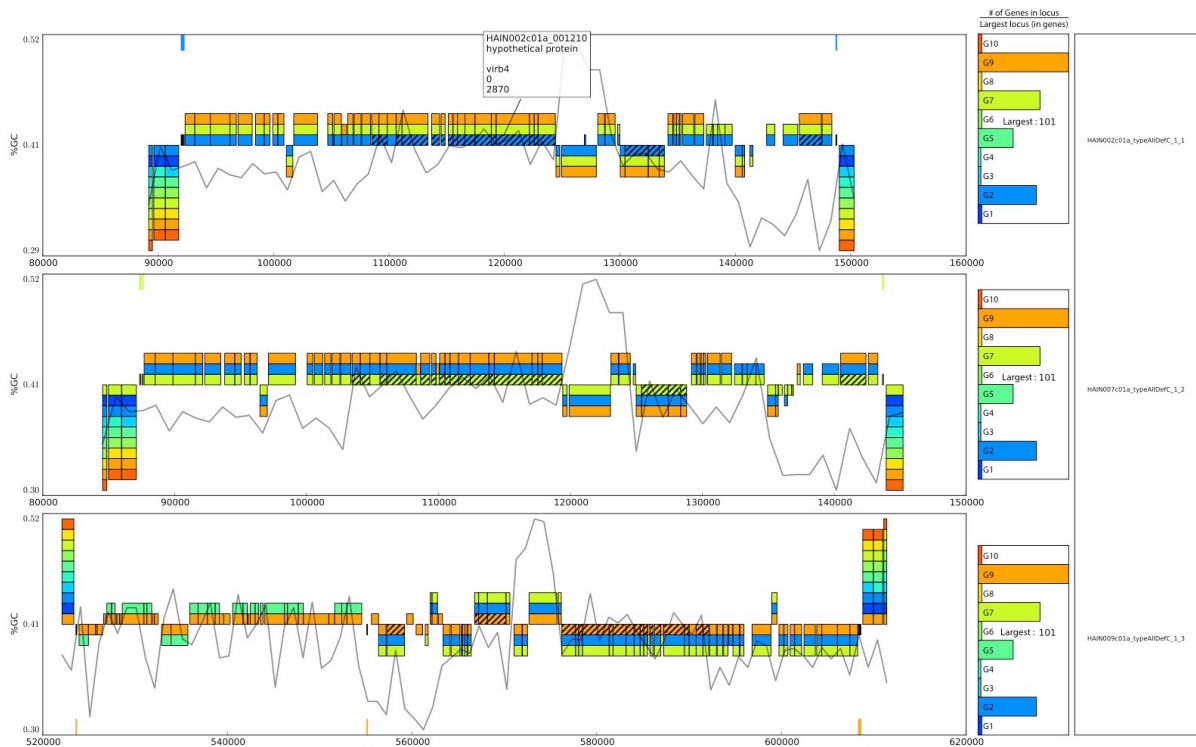 # of Genes in locus
Largest locus (in genes)
0.52
%GC
0.41
0.29
HAIN002c01a_001210
hypothetical protein
virb4
0
2870
80000 90000 100000 110000 120000 130000 140000 150000 160000
G10
G9
G8
G7
G6 Largest : 101
G5
G4
G3
G2
G1
HAIN002c01a_typeAllDefC_1_1
0.52
%GC
0.41
0.30
80000 90000 100000 110000 120000 130000 140000 150000
G10
G9
G8
G7
G6 Largest : 101
G5
G4
G3
G2
G1
HAIN007c01a_typeAllDefC_1_2
0.52
%GC
0.41
0.30
520000 540000 560000 580000 600000 620000
G10
G9
G8
G7
G6 Largest : 101
G5
G4
G3
G2
G1
HAIN009c01a_typeAllDefC_1_3